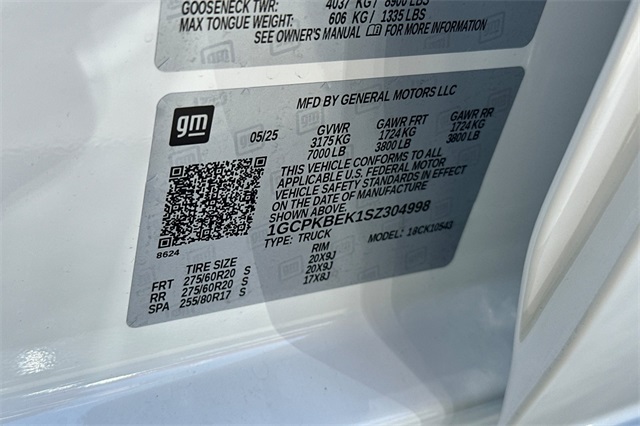 GOOSENECK TWR: 4037 KG / 8900 LBS
MAX TONGUE WEIGHT: 606 KG / 1335 LBS
SEE OWNER'S MANUAL FOR MORE INFORMATION
MFD BY GENERAL MOTORS LLC
gm
05/25 GVWR GAWR FRT GAWR RR
3175 KG 1724 KG 1724 KG
7000 LB 3800 LB 3800 LB
THIS VEHICLE CONFORMS TO ALL
APPLICABLE U.S. FEDERAL MOTOR
VEHICLE SAFETY STANDARDS IN EFFECT
ON THE DATE OF MANUFACTURE
SHOWN ABOVE.
1GCPKBEK1SZ304998
TYPE: TRUCK MODEL: 18CK10543
8624
TIRE SIZE RIM
FRT 275/60R20 S 20X9J
RR 275/60R20 S 20X9J
SPA 255/80R17 S 17X8J